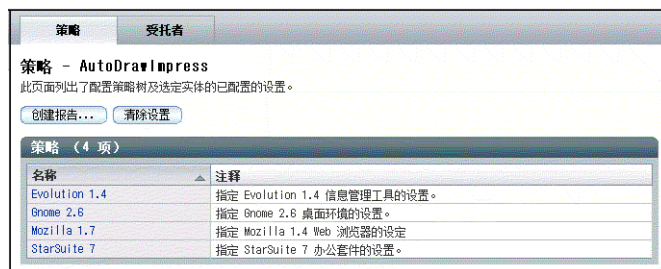 策略 受托者
策略 - AutoDrawImpress
此页面列出了配置策略树及选定实体的已配置的设置。
创建报告... 清除设置
策略 (4 项)
名称 注释
Evolution 1.4 指定 Evolution 1.4 信息管理工具的设置。
Gnome 2.6 指定 Gnome 2.6 桌面环境的设置。
Mozilla 1.7 指定 Mozilla 1.4 Web 浏览器的设定
StarSuite 7 指定 StarSuite 7 办公套件的设置。